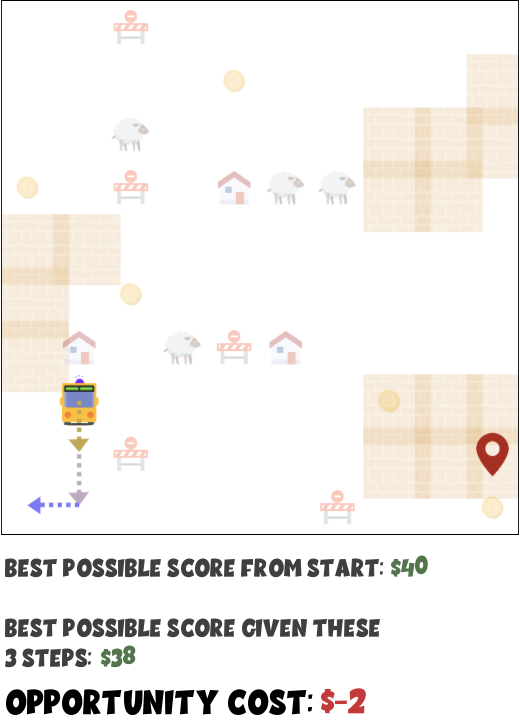 BEST POSSIBLE SCORE FROM START: $40
BEST POSSIBLE SCORE GIVEN THESE
3 STEPS: $38
OPPORTUNITY COST: $-2